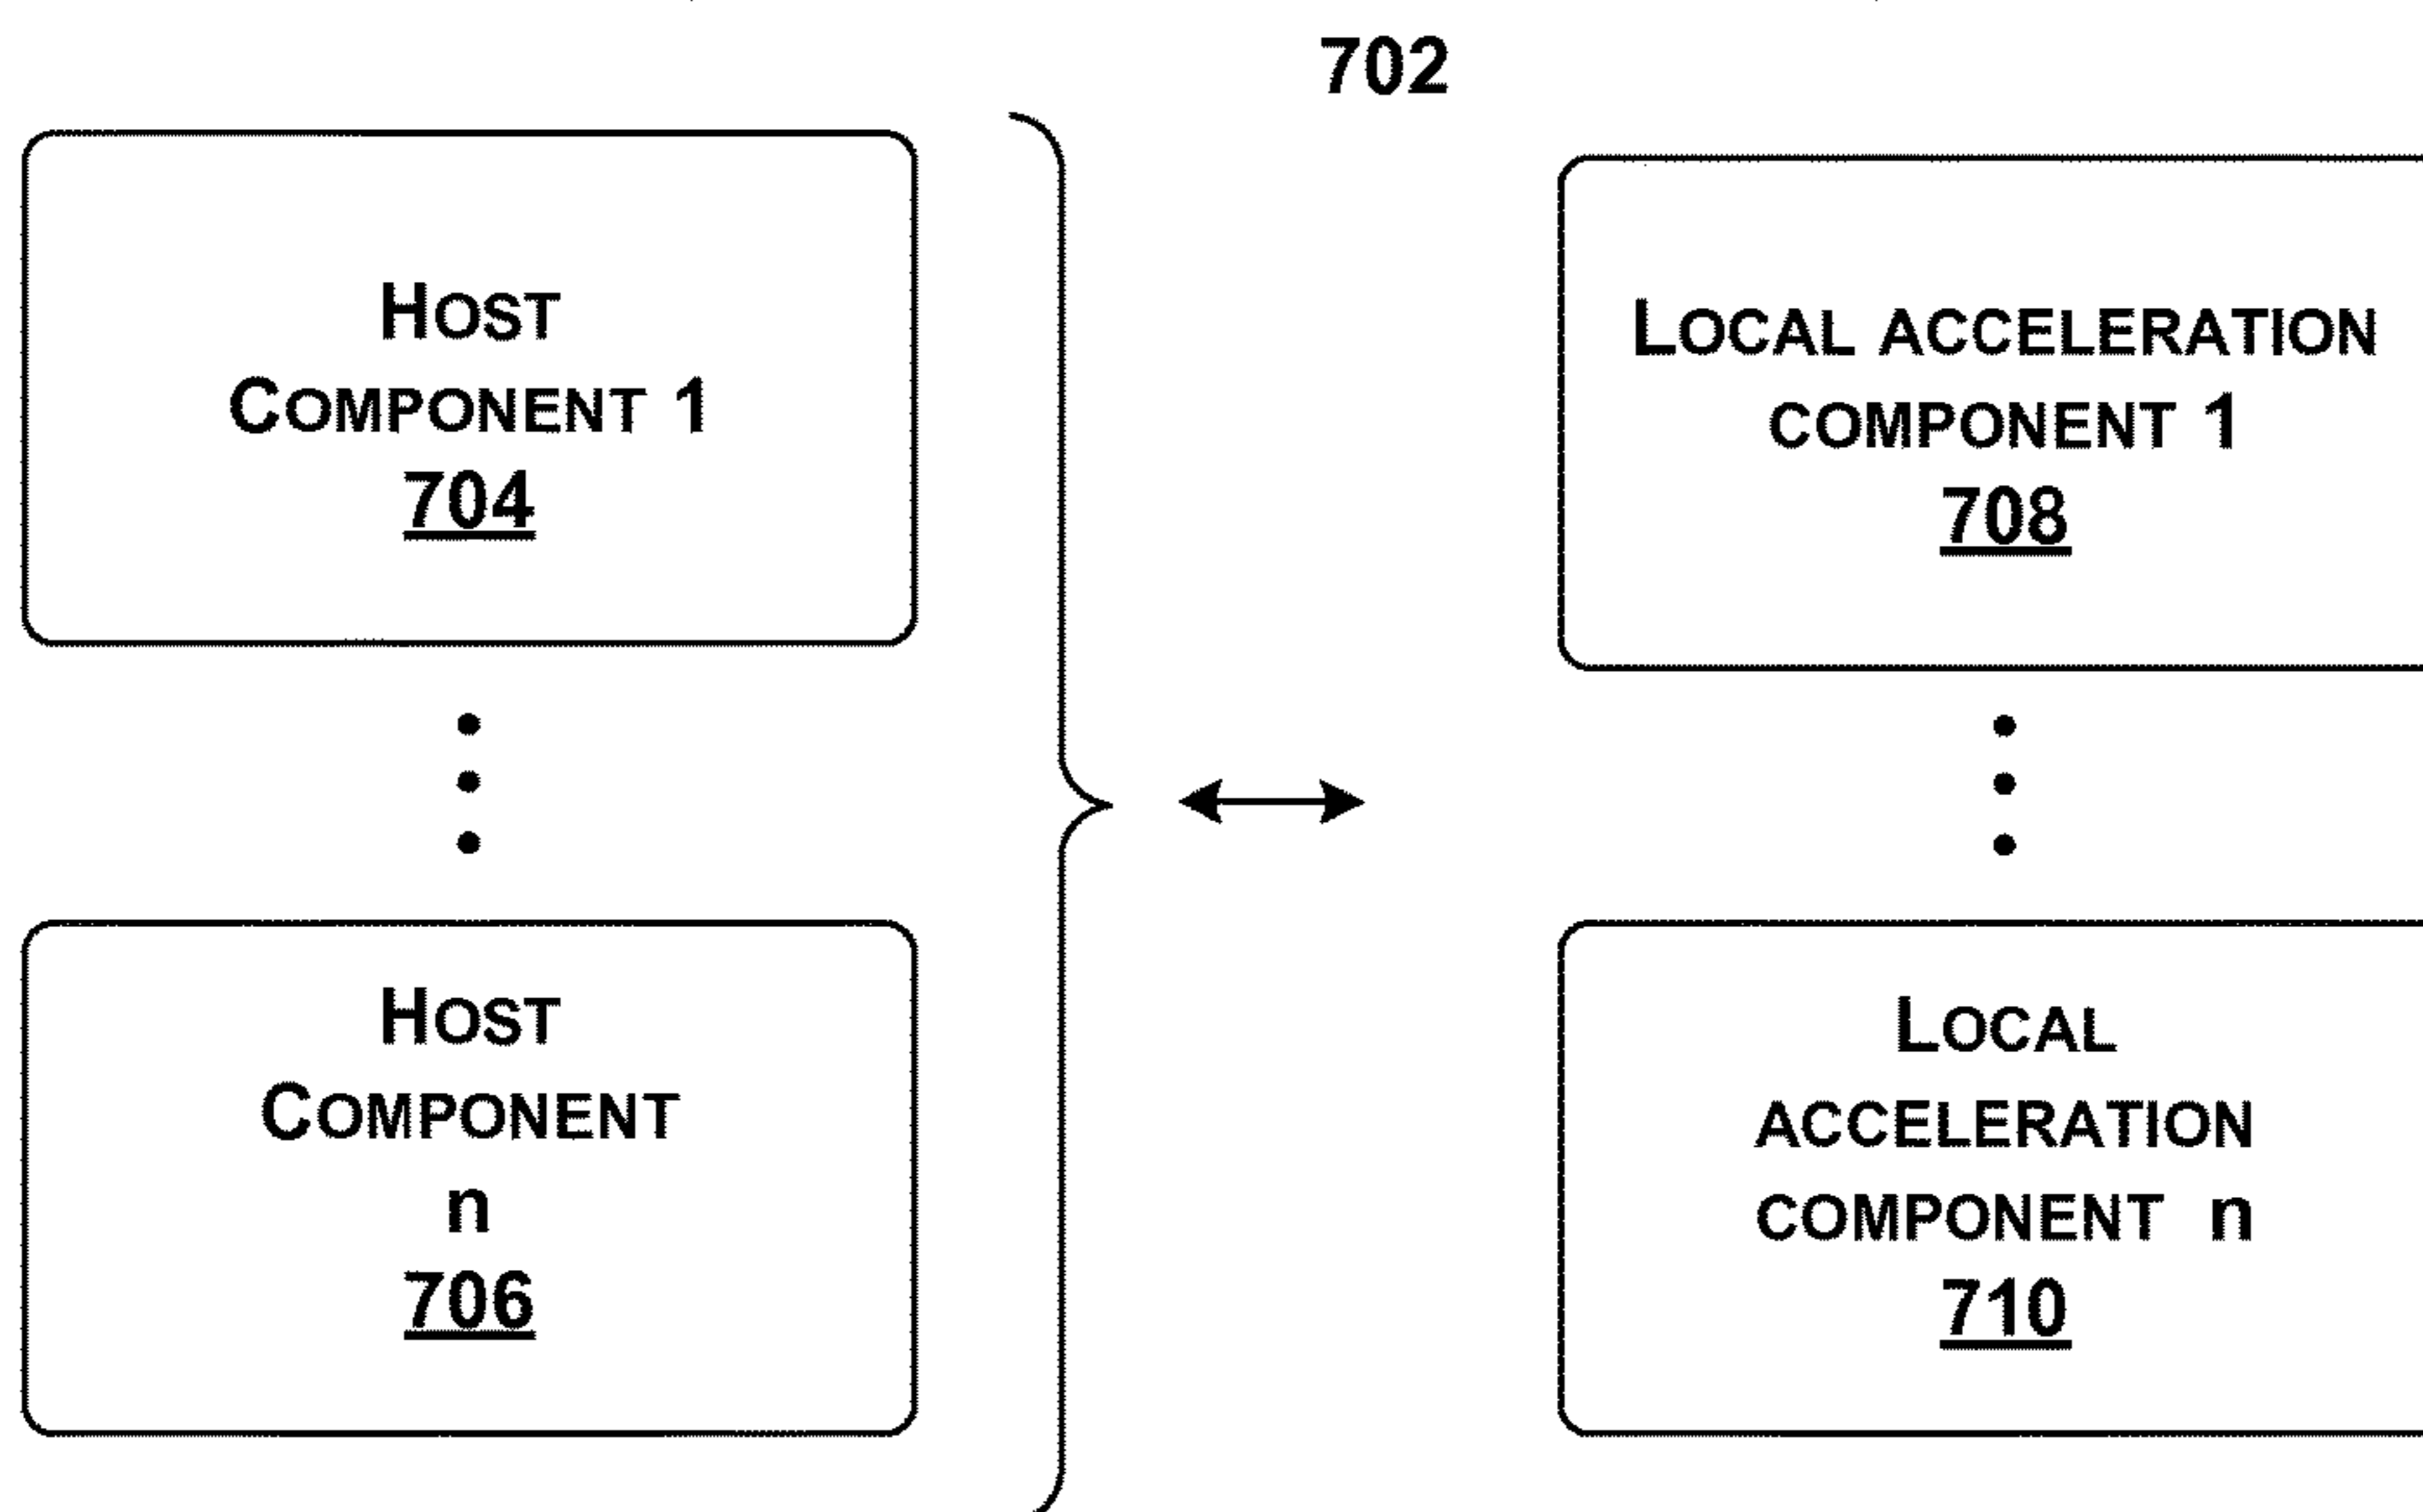 702
HOST
COMPONENT 1
704
LOCAL ACCELERATION
COMPONENT 1
708
HOST
COMPONENT
n
706
LOCAL
ACCELERATION
COMPONENT n
710